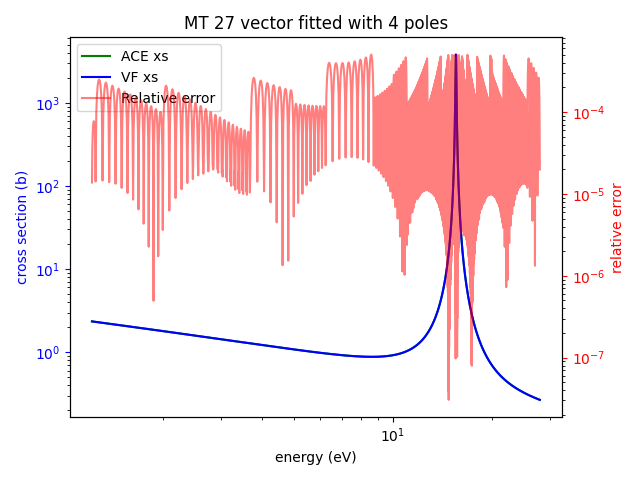 MT 27 vector fitted with 4 poles
ACE xs
VF xs
Relative error
10³
10²
10¹
10⁰
cross section (b)
10⁻⁴
10⁻⁵
10⁻⁶
10⁻⁷
relative error
10¹
energy (eV)